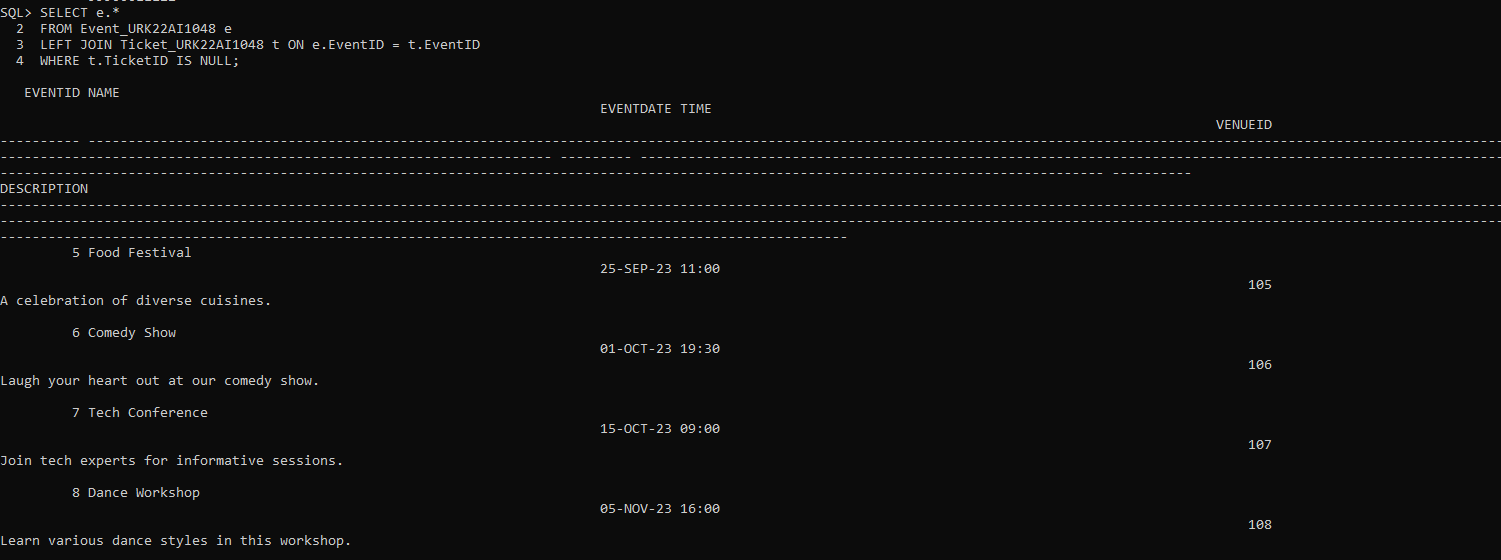 SQL> SELECT e.*
2 FROM Event_URK22AI1048 e
3 LEFT JOIN Ticket_URK22AI1048 t ON e.EventID = t.EventID
4 WHERE t.TicketID IS NULL;
EVENTID NAME
EVENTDATE TIME
VENUEID
DESCRIPTION
5 Food Festival
25-SEP-23 11:00
105
A celebration of diverse cuisines.
6 Comedy Show
01-OCT-23 19:30
106
Laugh your heart out at our comedy show.
7 Tech Conference
15-OCT-23 09:00
107
Join tech experts for informative sessions.
8 Dance Workshop
05-NOV-23 16:00
108
Learn various dance styles in this workshop.